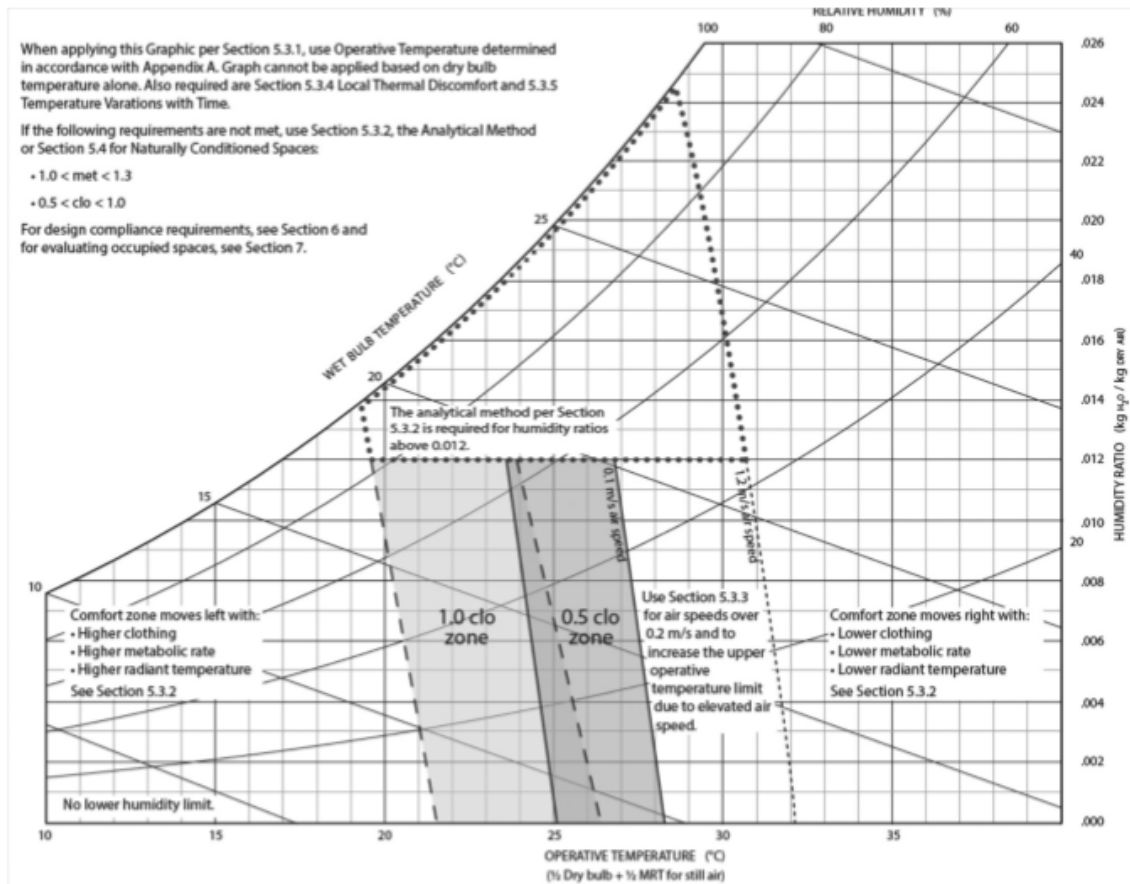 RELATIVE HUMIDITY (%)
100
80
60
When applying this Graphic per Section 5.3.1, use Operative Temperature determined
in accordance with Appendix A. Graph cannot be applied based on dry bulb
temperature alone. Also required are Section 5.3.4 Local Thermal Discomfort and 5.3.5
Temperature Varations with Time.
If the following requirements are not met, use Section 5.3.2, the Analytical Method
or Section 5.4 for Naturally Conditioned Spaces:
• 1.0 < met < 1.3
• 0.5 < clo < 1.0
For design compliance requirements, see Section 6 and
for evaluating occupied spaces, see Section 7.
.026
.024
.022
.020
.018
.016
.014
.012
.010
.008
.006
.004
.002
.000
40
20
HUMIDITY RATIO (kg H₂O / kg DRY AIR)
25
WET BULB TEMPERATURE (°C)
20
15
10
The analytical method per Section
5.3.2 is required for humidity ratios
above 0.012.
0.1 m/s air speed
1.2 m/s air speed
Comfort zone moves left with:
• Higher clothing
• Higher metabolic rate
• Higher radiant temperature
See Section 5.3.2
1.0 clo
zone
0.5 clo
zone
Use Section 5.3.3
for air speeds over
0.2 m/s and to
increase the upper
operative
temperature limit
due to elevated air
speed.
Comfort zone moves right with:
• Lower clothing
• Lower metabolic rate
• Lower radiant temperature
See Section 5.3.2
No lower humidity limit.
10
15
20
25
30
35
OPERATIVE TEMPERATURE (°C)
(½ Dry bulb + ½ MRT for still air)